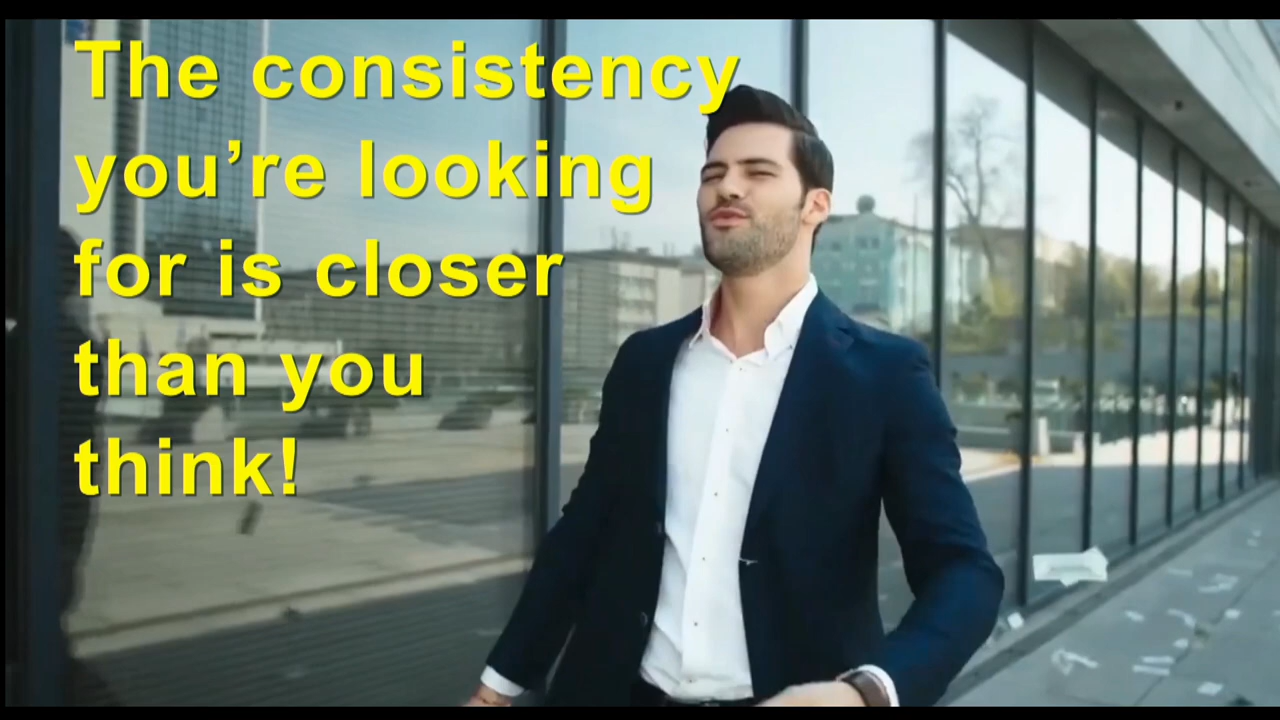 The consistency
you’re looking
for is closer
than you
think!